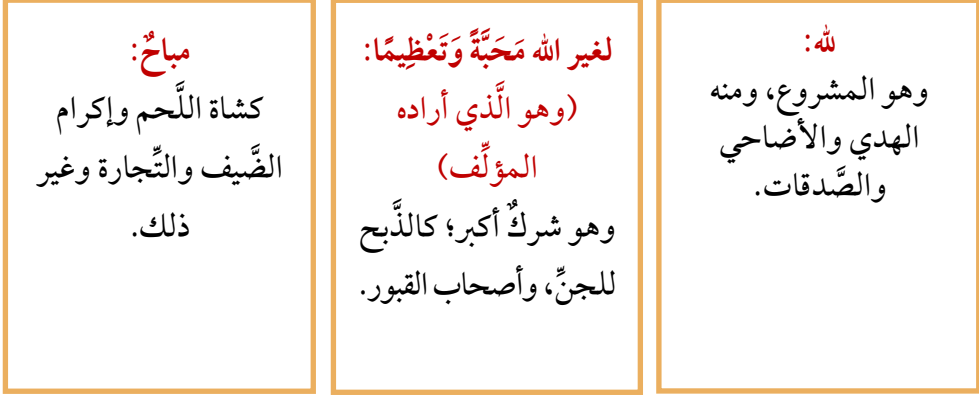 لله:
وهو المشروع، ومنه
الهدي والأضاحي
والصَّدقات.
لغير الله مَحَبَّةً وَتَعْظِيمًا:
(وهو الَّذي أراده
المؤلِّف)
وهو شركٌ أكبر؛ كالذَّبح
للجنِّ، وأصحاب القبور.
مباحٌ:
كشاة اللَّحم وإكرام
الضَّيف والتِّجارة وغير
ذلك.